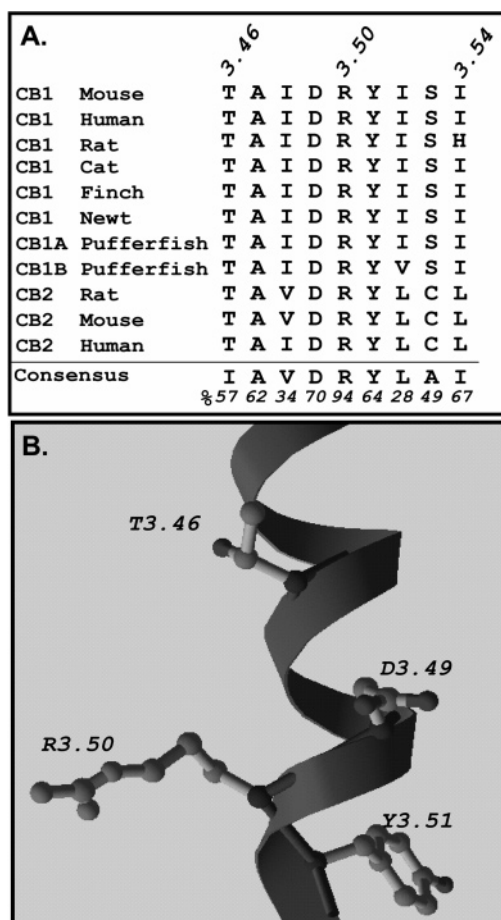 A.
3.46 3.50 3.54
CB1 Mouse T A I D R Y I S I
CB1 Human T A I D R Y I S I
CB1 Rat T A I D R Y I S H
CB1 Cat T A I D R Y I S I
CB1 Finch T A I D R Y I S I
CB1 Newt T A I D R Y I S I
CB1A Pufferfish T A I D R Y I S I
CB1B Pufferfish T A I D R Y V S I
CB2 Rat T A V D R Y L C L
CB2 Mouse T A V D R Y L C L
CB2 Human T A I D R Y L C L
Consensus I A V D R Y L A I
%57 62 34 70 94 64 28 49 67
B.
T3.46
D3.49
R3.50
Y3.51